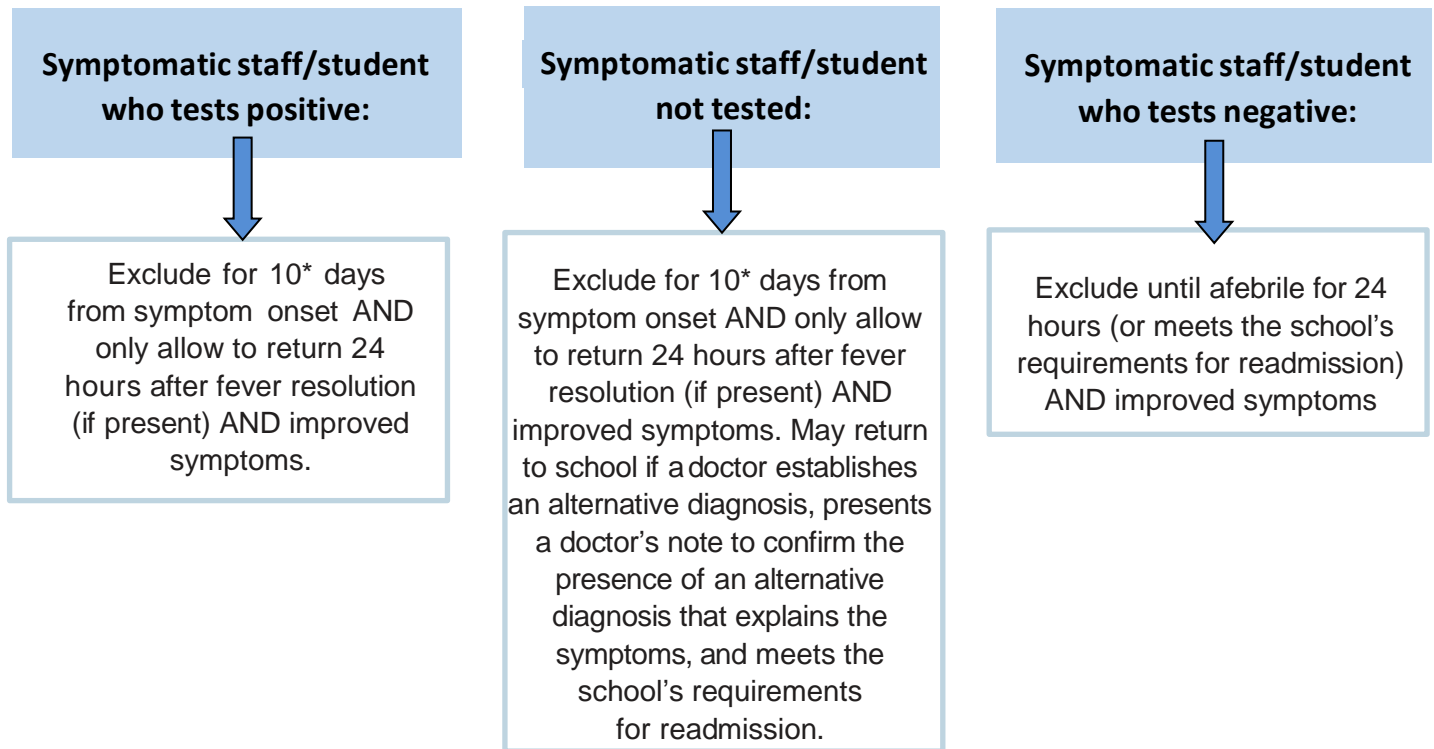 Symptomatic staff/student
who tests positive:
Exclude for 10* days
from symptom onset AND
only allow to return 24
hours after fever resolution
(if present) AND improved
symptoms.
Symptomatic staff/student
not tested:
Exclude for 10* days from
symptom onset AND only allow
to return 24 hours after fever
resolution (if present) AND
improved symptoms. May return
to school if a doctor establishes
an alternative diagnosis, presents
a doctor’s note to confirm the
presence of an alternative
diagnosis that explains the
symptoms, and meets the
school’s requirements
for readmission.
Symptomatic staff/student
who tests negative:
Exclude until afebrile for 24
hours (or meets the school’s
requirements for readmission)
AND improved symptoms